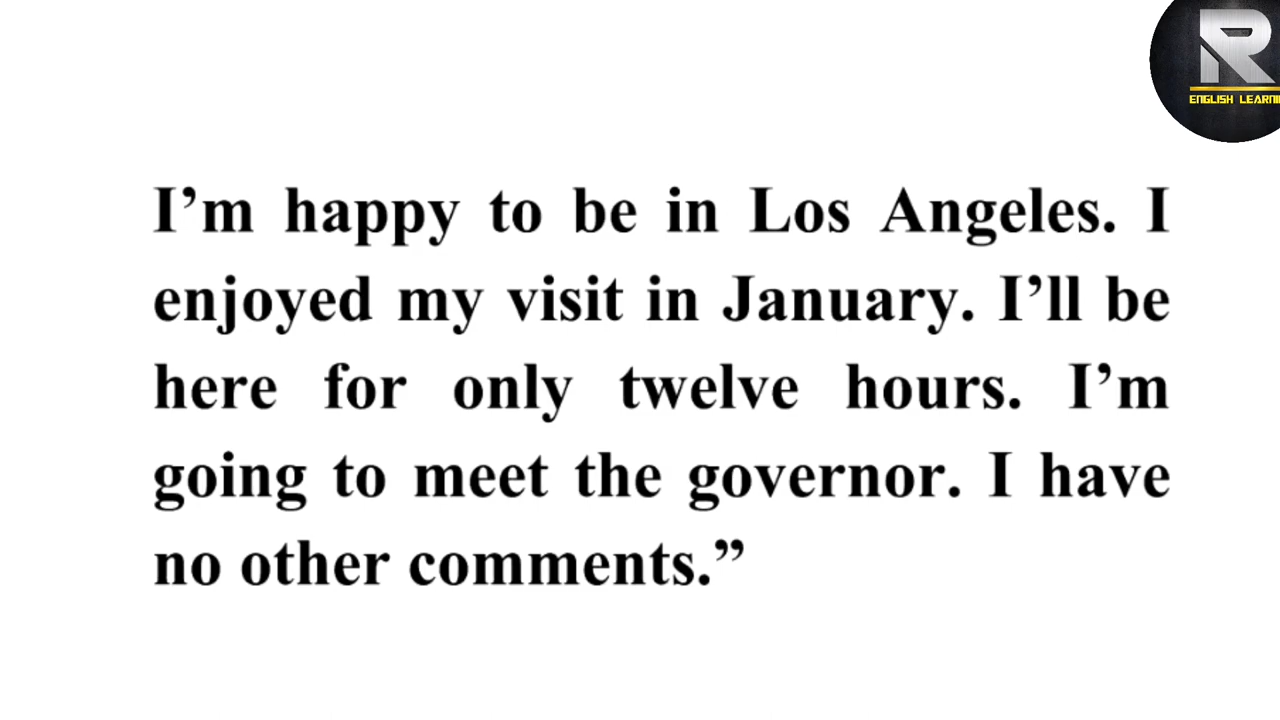 R
ENGLISH LEARNI
I’m happy to be in Los Angeles. I
enjoyed my visit in January. I’ll be
here for only twelve hours. I’m
going to meet the governor. I have
no other comments.”